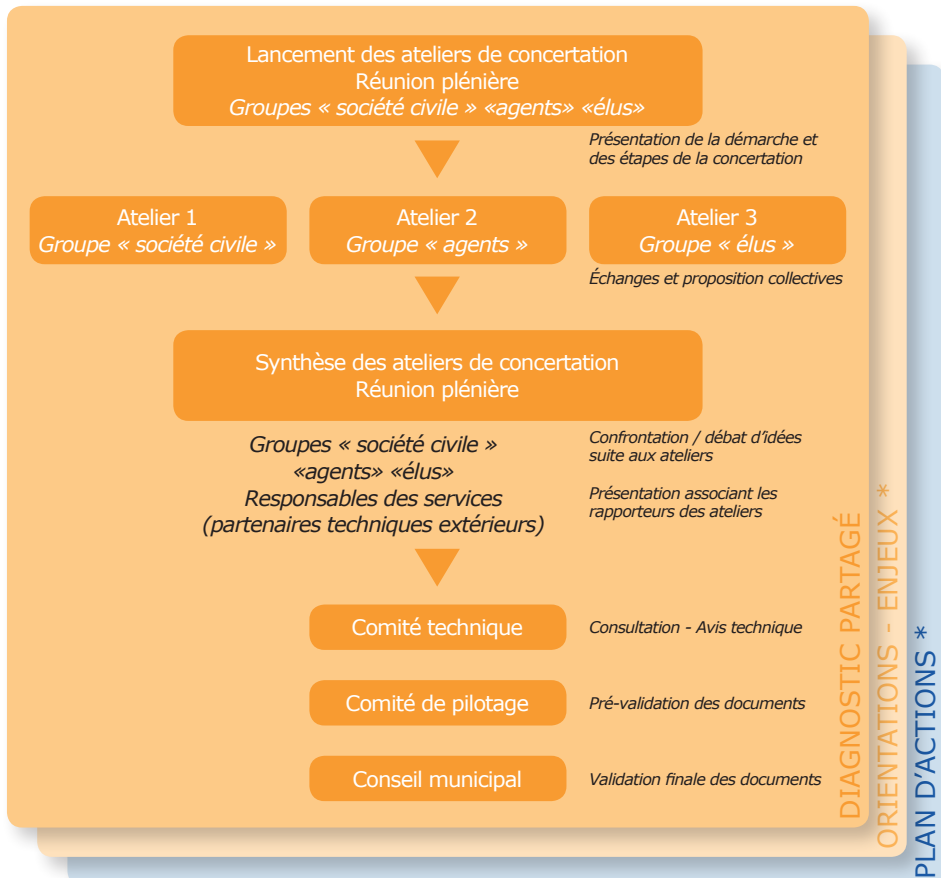 Lancement des ateliers de concertation
Réunion plénière
Groupes « société civile » «agents» «élus»
Présentation de la démarche et
des étapes de la concertation
Atelier 1
Groupe « société civile »
Atelier 2
Groupe « agents »
Atelier 3
Groupe « élus »
Échanges et proposition collectives
Synthèse des ateliers de concertation
Réunion plénière
Groupes « société civile »
«agents» «élus»
Responsables des services
(partenaires techniques extérieurs)
Confrontation / débat d'idées
suite aux ateliers
Présentation associant les
rapporteurs des ateliers
Comité technique
Consultation - Avis technique
Comité de pilotage
Pré-validation des documents
Conseil municipal
Validation finale des documents
DIAGNOSTIC PARTAGÉ
ORIENTATIONS - ENJEUX *
PLAN D'ACTIONS *